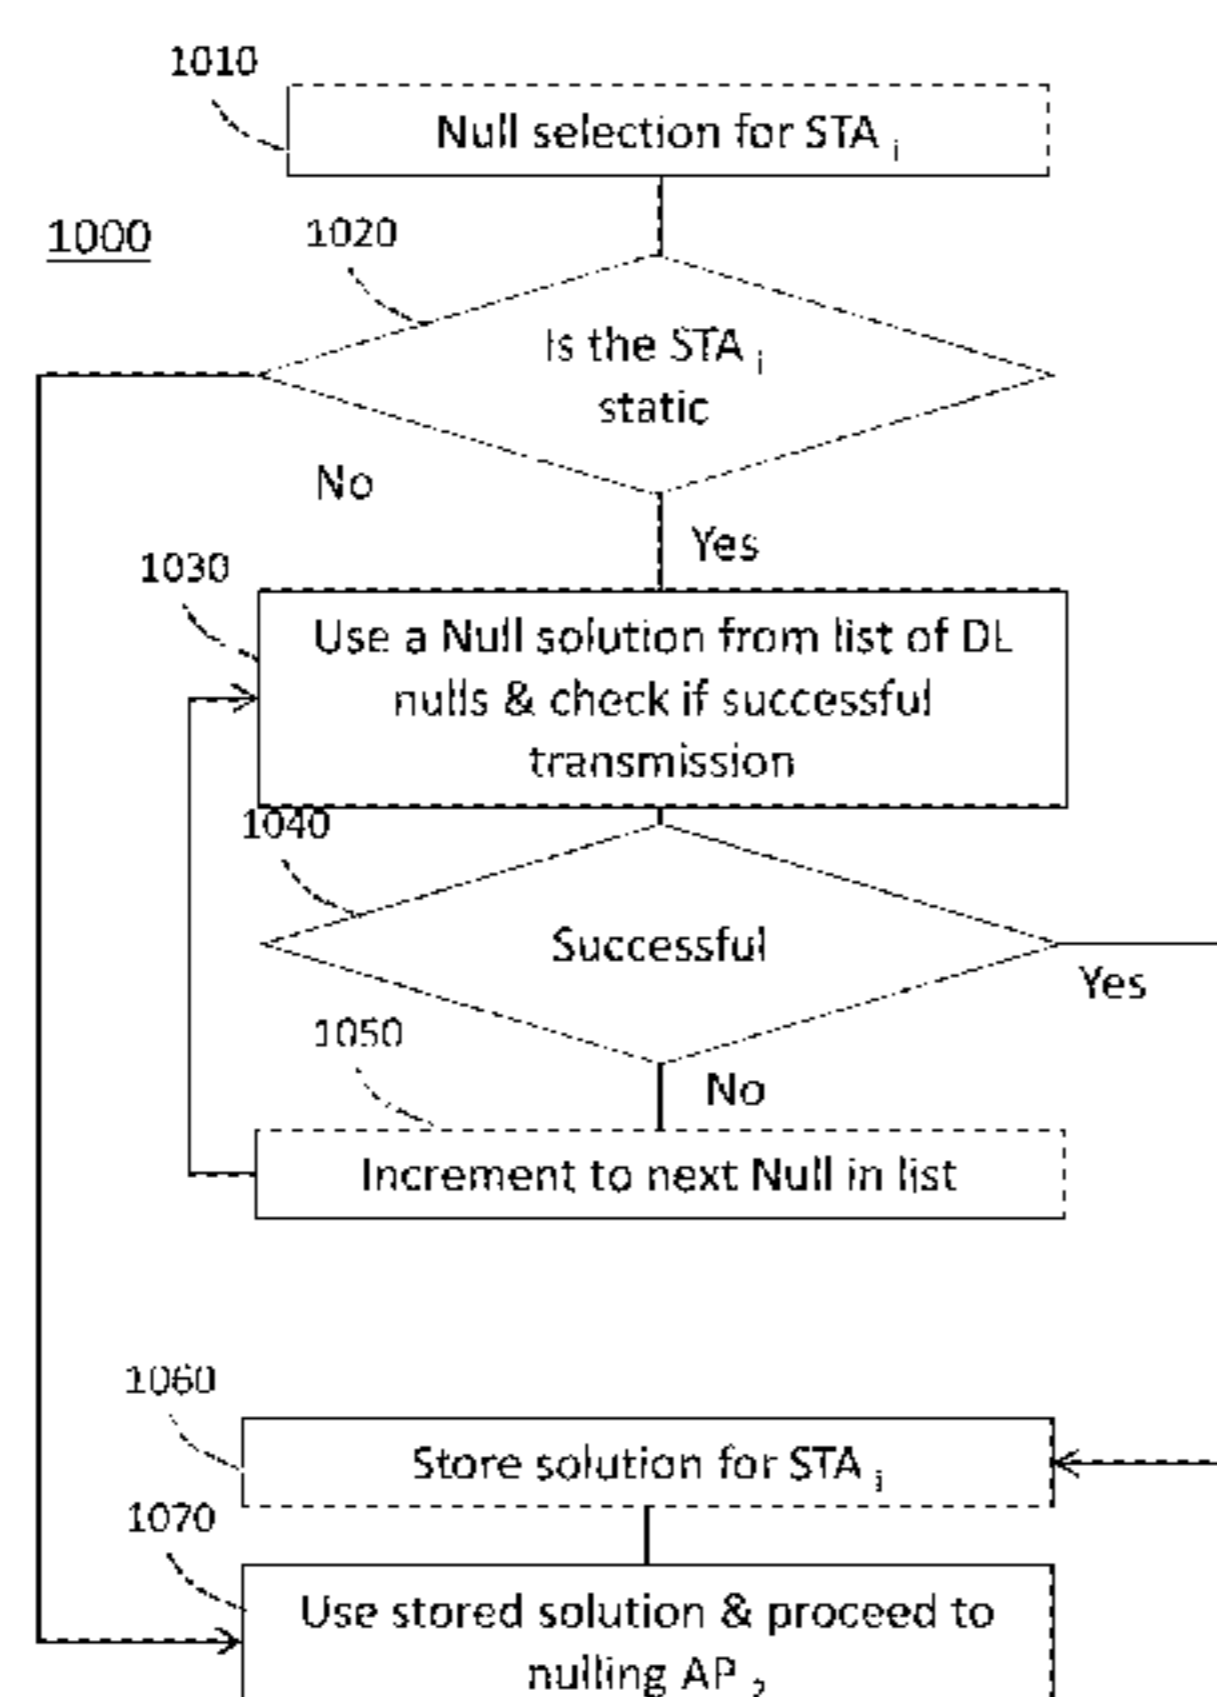 1010
Null selection for STA i
1000
1020
Is the STA i
static
No
Yes
1030
Use a Null solution from list of DL
nulls & check if successful
transmission
1040
Successful
Yes
1050
No
Increment to next Null in list
1060
Store solution for STA i
1070
Use stored solution & proceed to
nulling AP 2